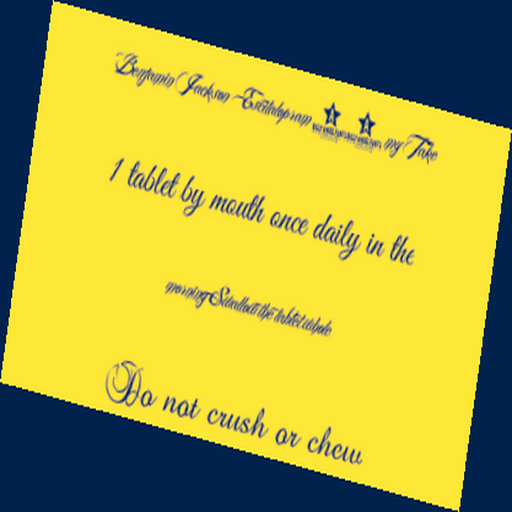 Benjamin Jackson Escitalopram mg Take
1 tablet by mouth once daily in the
morning Swallow the tablet whole
Do not crush or chew